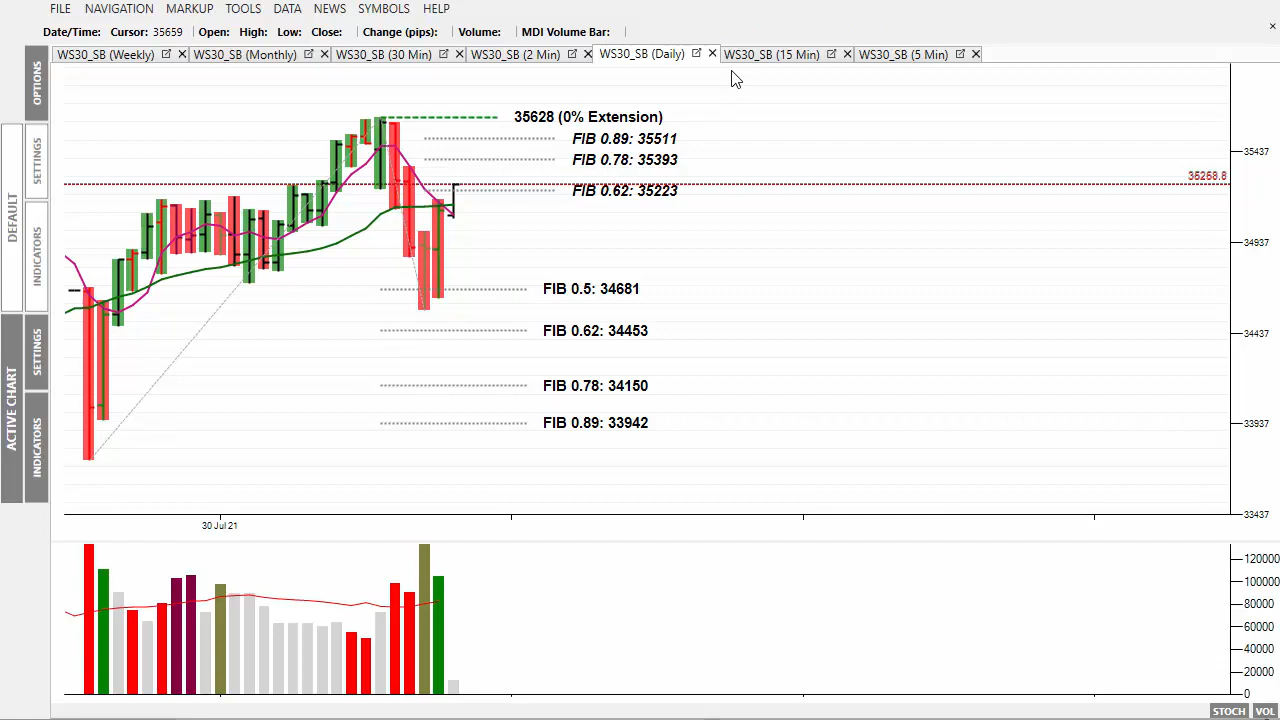 FILE NAVIGATION MARKUP TOOLS DATA NEWS SYMBOLS HELP
Date/Time: Cursor: 35659 Open: High: Low: Close: Change (pips): Volume: MDI Volume Bar:
WS30_SB (Weekly) WS30_SB (Monthly) WS30_SB (30 Min) WS30_SB (2 Min) WS30_SB (Daily) WS30_SB (15 Min) WS30_SB (5 Min)
OPTIONS
SETTINGS
DEFAULT
INDICATORS
SETTINGS
ACTIVE CHART
INDICATORS
35628 (0% Extension)
FIB 0.89: 35511
FIB 0.78: 35393
FIB 0.62: 35223
FIB 0.5: 34681
FIB 0.62: 34453
FIB 0.78: 34150
FIB 0.89: 33942
35437
35258.8
34937
34437
33937
33437
30 Jul 21
120000
100000
80000
60000
40000
20000
0
STOCH VOL